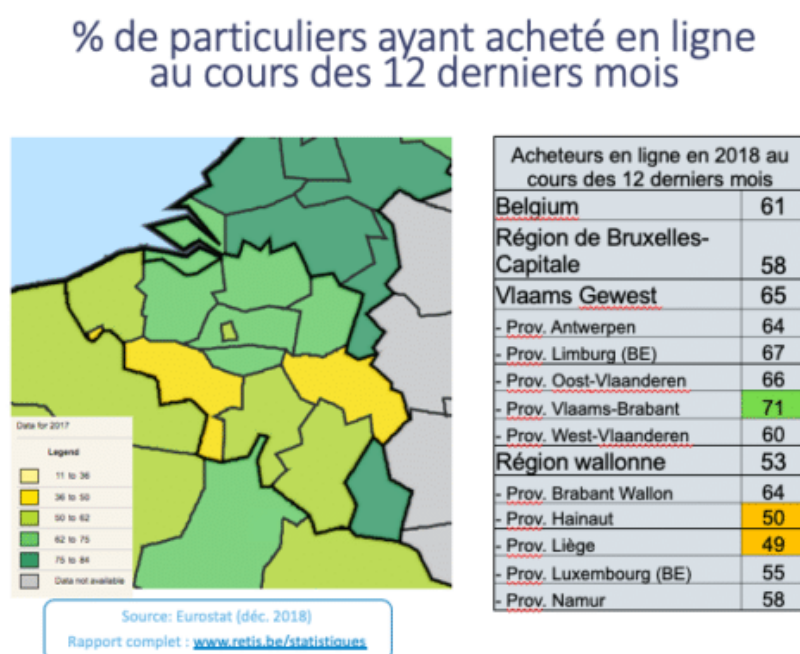 % de particuliers ayant acheté en ligne
au cours des 12 derniers mois
Data for 2017
Legend
11 to 36
36 to 50
50 to 62
62 to 75
75 to 84
Data not available
Source: Eurostat (déc. 2018)
Rapport complet : www.retis.be/statistiques
Acheteurs en ligne en 2018 au
cours des 12 derniers mois
Belgium 61
Région de Bruxelles-
Capitale 58
Vlaams Gewest 65
- Prov. Antwerpen 64
- Prov. Limburg (BE) 67
- Prov. Oost-Vlaanderen 66
- Prov. Vlaams-Brabant 71
- Prov. West-Vlaanderen 60
Région wallonne 53
- Prov. Brabant Wallon 64
- Prov. Hainaut 50
- Prov. Liège 49
- Prov. Luxembourg (BE) 55
- Prov. Namur 58